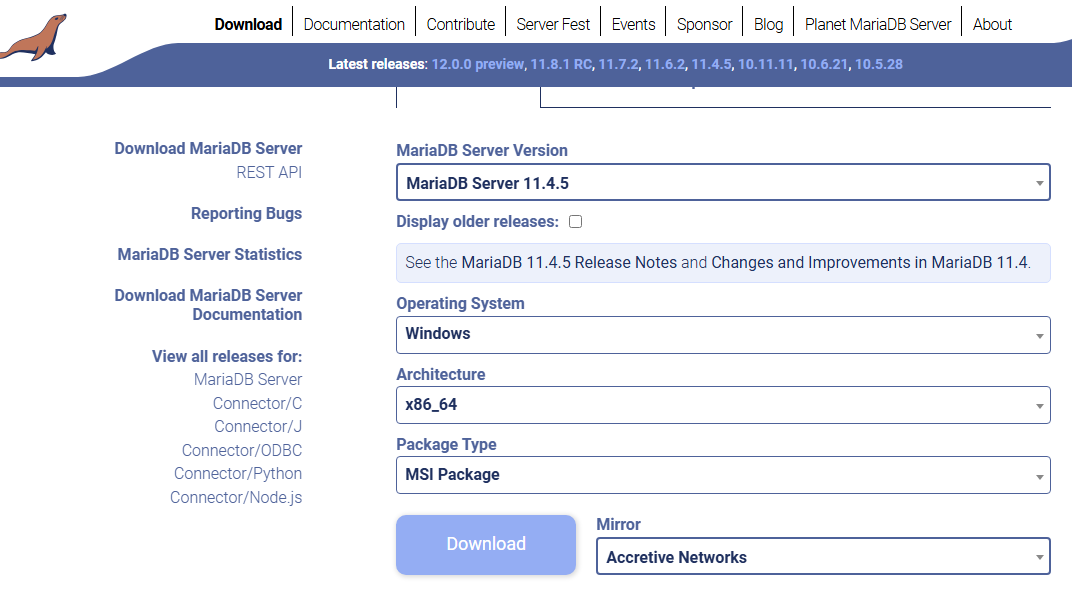 Download Documentation Contribute Server Fest Events Sponsor Blog Planet MariaDB Server About
Latest releases: 12.0.0 preview, 11.8.1 RC, 11.7.2, 11.6.2, 11.4.5, 10.11.11, 10.6.21, 10.5.28
Download MariaDB Server
REST API
Reporting Bugs
MariaDB Server Statistics
Download MariaDB Server
Documentation
View all releases for:
MariaDB Server
Connector/C
Connector/J
Connector/ODBC
Connector/Python
Connector/Node.js
MariaDB Server Version
MariaDB Server 11.4.5
Display older releases:
See the MariaDB 11.4.5 Release Notes and Changes and Improvements in MariaDB 11.4.
Operating System
Windows
Architecture
x86_64
Package Type
MSI Package
Download
Mirror
Accretive Networks